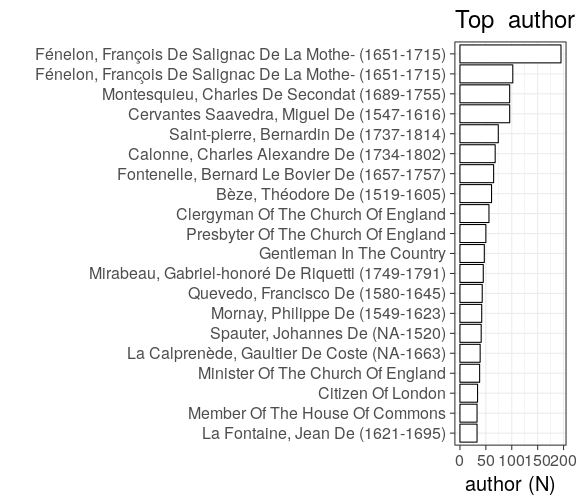 Top author
Fénelon, François De Salignac De La Mothe- (1651-1715)
Fénelon, François De Salignac De La Mothe- (1651-1715)
Montesquieu, Charles De Secondat (1689-1755)
Cervantes Saavedra, Miguel De (1547-1616)
Saint-pierre, Bernardin De (1737-1814)
Calonne, Charles Alexandre De (1734-1802)
Fontenelle, Bernard Le Bovier De (1657-1757)
Bèze, Théodore De (1519-1605)
Clergyman Of The Church Of England
Presbyter Of The Church Of England
Gentleman In The Country
Mirabeau, Gabriel-honoré De Riquetti (1749-1791)
Quevedo, Francisco De (1580-1645)
Mornay, Philippe De (1549-1623)
Spauter, Johannes De (NA-1520)
La Calprenède, Gaultier De Coste (NA-1663)
Minister Of The Church Of England
Citizen Of London
Member Of The House Of Commons
La Fontaine, Jean De (1621-1695)
0 50 100 150 200
author (N)